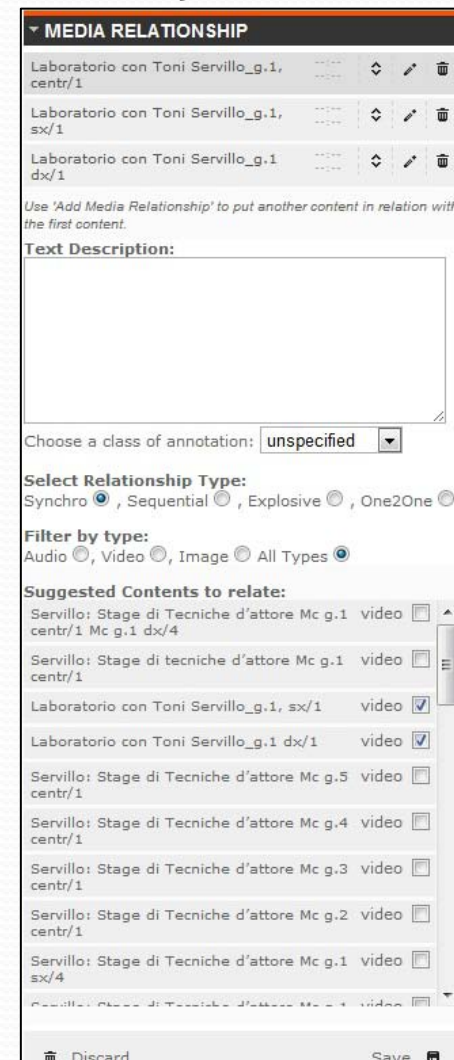 MEDIA RELATIONSHIP
Laboratorio con Toni Servillo_g.1,
centr/1
Laboratorio con Toni Servillo_g.1,
sx/1
Laboratorio con Toni Servillo_g.1
dx/1
Use 'Add Media Relationship' to put another content in relation with
the first content.
Text Description:
Choose a class of annotation: unspecified
Select Relationship Type:
Synchro , Sequential , Explosive , One2One
Filter by type:
Audio , Video , Image All Types
Suggested Contents to relate:
Servillo: Stage di Tecniche d'attore Mc g.1 video
centr/1 Mc g.1 dx/4
Servillo: Stage di tecniche d'attore Mc g.1 video
centr/1
Laboratorio con Toni Servillo_g.1, sx/1 video
Laboratorio con Toni Servillo_g.1 dx/1 video
Servillo: Stage di Tecniche d'attore Mc g.5 video
centr/1
Servillo: Stage di Tecniche d'attore Mc g.4 video
centr/1
Servillo: Stage di Tecniche d'attore Mc g.3 video
centr/1
Servillo: Stage di Tecniche d'attore Mc g.2 video
centr/1
Servillo: Stage di Tecniche d'attore Mc g.1 video
sx/4
Servillo: Stage di Tecniche d'attore Mc g.1 video
Discard Save